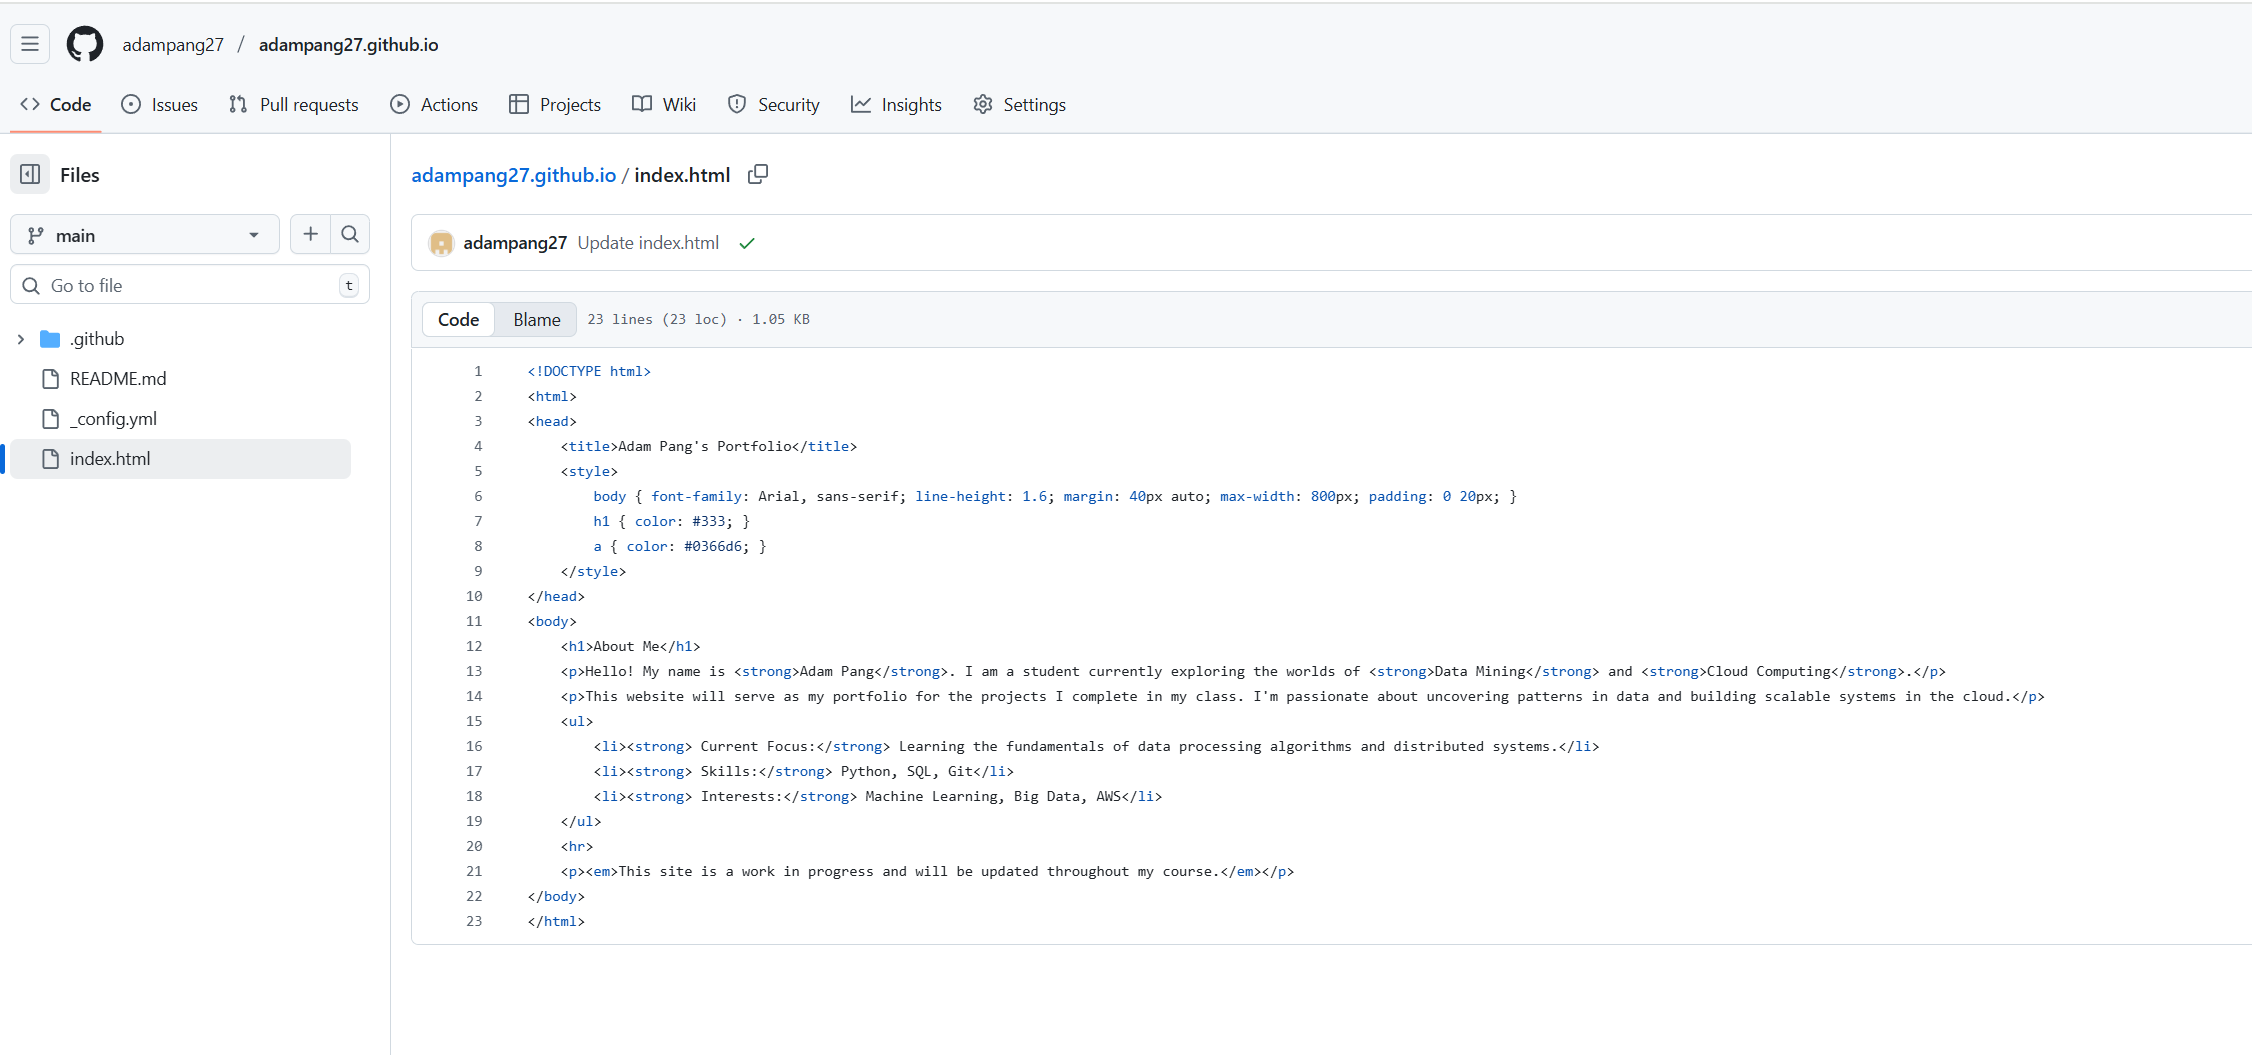 adampang27 / adampang27.github.io
Code Issues Pull requests Actions Projects Wiki Security Insights Settings
Files
main
Go to file t
.github
README.md
_config.yml
index.html
adampang27.github.io / index.html
adampang27 Update index.html
Code Blame 23 lines (23 loc) · 1.05 KB
1 <!DOCTYPE html>
2 <html>
3 <head>
4     <title>Adam Pang's Portfolio</title>
5     <style>
6         body { font-family: Arial, sans-serif; line-height: 1.6; margin: 40px auto; max-width: 800px; padding: 0 20px; }
7         h1 { color: #333; }
8         a { color: #0366d6; }
9     </style>
10 </head>
11 <body>
12     <h1>About Me</h1>
13     <p>Hello! My name is <strong>Adam Pang</strong>. I am a student currently exploring the worlds of <strong>Data Mining</strong> and <strong>Cloud Computing</strong>.</p>
14     <p>This website will serve as my portfolio for the projects I complete in my class. I'm passionate about uncovering patterns in data and building scalable systems in the cloud.</p>
15     <ul>
16         <li><strong> Current Focus:</strong> Learning the fundamentals of data processing algorithms and distributed systems.</li>
17         <li><strong> Skills:</strong> Python, SQL, Git</li>
18         <li><strong> Interests:</strong> Machine Learning, Big Data, AWS</li>
19     </ul>
20     <hr>
21     <p><em>This site is a work in progress and will be updated throughout my course.</em></p>
22 </body>
23 </html>